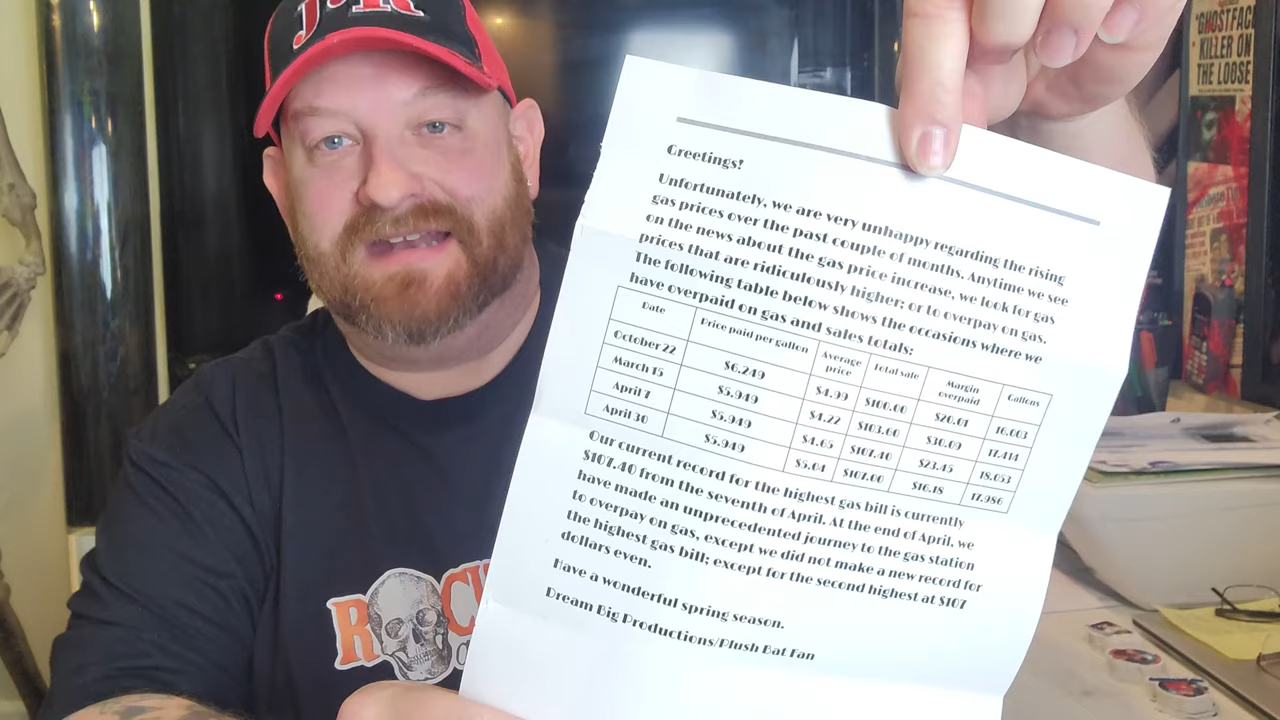 J&R
GHOSTFAC
KILLER ON
THE LOOSE
Greetings!
Unfortunately, we are very unhappy regarding the rising
gas prices over the past couple of months. Anytime we see
on the news about the gas price increase, we look for gas
prices that are ridiculously higher; or to overpay on gas.
The following table below shows the occasions where we
have overpaid on gas and sales totals:
Date Price paid per gallon Average price Total sale Margin overpaid Gallons
October 22 $6.249 $4.99 $100.00 $20.01 16.003
March 15 $5.949 $4.22 $103.60 $30.09 17.414
April 7 $5.949 $4.65 $107.40 $23.45 18.053
April 30 $5.949 $5.04 $107.00 $16.18 17.986
Our current record for the highest gas bill is currently
$107.40 from the seventh of April. At the end of April, we
have made an unprecedented journey to the gas station
to overpay on gas, except we did not make a new record for
the highest gas bill; except for the second highest at $107
dollars even.
Have a wonderful spring season.
Dream Big Productions/Plush Bat Fan